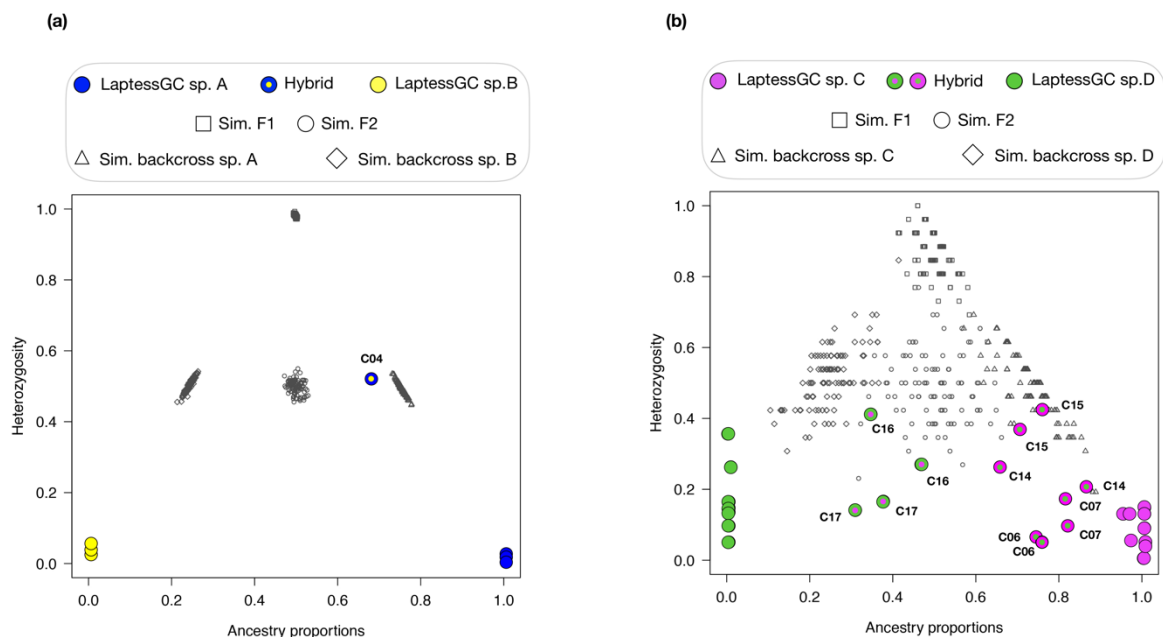 (a)
LaptessGC sp. A Hybrid LaptessGC sp.B
Sim. F1 Sim. F2
Sim. backcross sp. A Sim. backcross sp. B
1.0
0.8
0.6
0.4
0.2
0.0
Heterozygosity
C04
0.0 0.2 0.4 0.6 0.8 1.0
Ancestry proportions
(b)
LaptessGC sp. C Hybrid LaptessGC sp.D
Sim. F1 Sim. F2
Sim. backcross sp. C Sim. backcross sp. D
1.0
0.8
0.6
0.4
0.2
0.0
Heterozygosity
C15
C16
C15
C16
C14
C14
C07
C17
C17
C07
C06
C06
0.0 0.2 0.4 0.6 0.8 1.0
Ancestry proportions